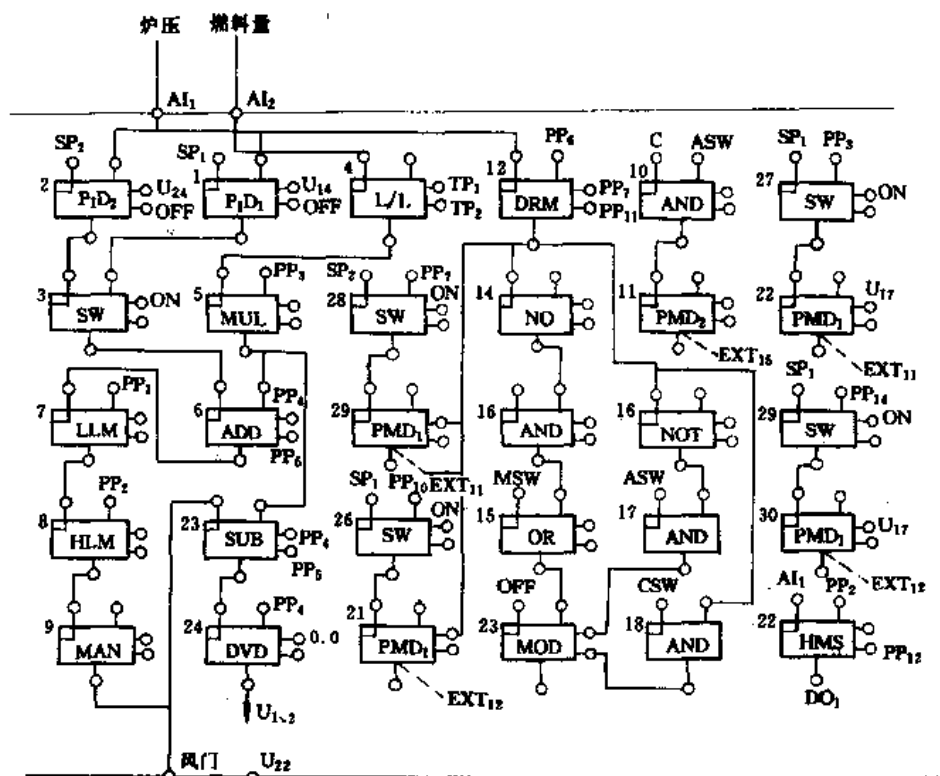 炉压 燃料量
AI₁ AI₂
SP₂ SP₁ PP₆ C ASW SP₁ PP₃
2 P₁D₂ U₂₄ OFF
1 P₁D₁ U₁₄ OFF
4 L/L TP₁ TP₂
12 DRM PP₇ PP₁₁
10 AND
27 SW ON
3 SW ON
5 MUL PP₃
SP₂ PP₇
28 SW ON
14 NO
11 PMD₂ EXT₁₅
22 PMD₁ U₁₇ EXT₁₁
7 LLM PP₁
6 ADD PP₄ PP₅
29 PMD₁ EXT₁₁
16 AND
16 NOT
SP₁ PP₁₄
29 SW ON
8 HLM PP₂
23 SUB PP₄ PP₅
SP₁ PP₁₀
26 SW ON
MSW
15 OR
ASW
17 AND
30 PMD₁ U₁₇ EXT₁₂
9 MAN
24 DVD PP₄ 0.0
21 PMD₁ EXT₁₂
OFF
23 MOD
CSW
18 AND
AI₁ PP₂
22 HMS PP₁₂
U₁、₂
DO₁
风门 U₂₂